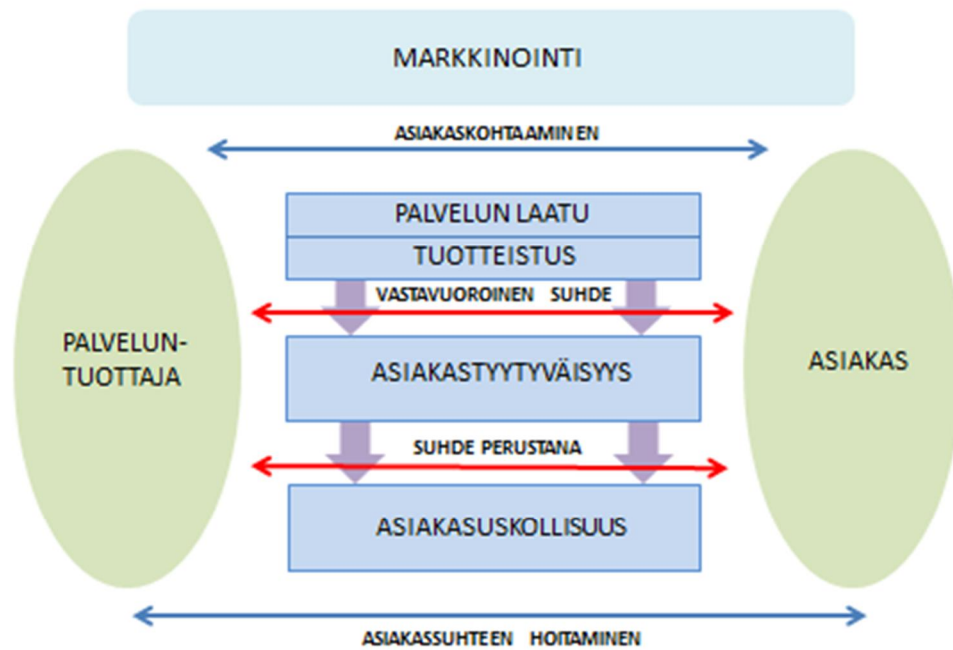 MARKKINOINTI
ASIAKASKOHTAAMINEN
PALVELUN LAATU
TUOTTEISTUS
VASTAVUOROINEN SUHDE
PALVELUN-
TUOTTAJA
ASIAKASTYYTYVÄISYYS
ASIAKAS
SUHDE PERUSTANA
ASIAKASUSKOLLISUUS
ASIAKASSUHTEEN HOITAMINEN